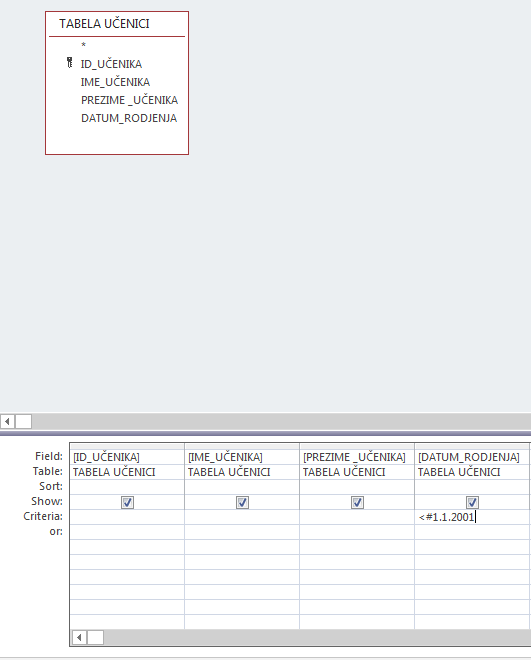 TABELA UČENICI
*
ID_UČENIKA
IME_UČENIKA
PREZIME _UČENIKA
DATUM_RODJENJA
Field: [ID_UČENIKA] [IME_UČENIKA] [PREZIME _UČENIKA] [DATUM_RODJENJA]
Table: TABELA UČENICI TABELA UČENICI TABELA UČENICI TABELA UČENICI
Sort:
Show:
Criteria: <#1.1.2001
or: